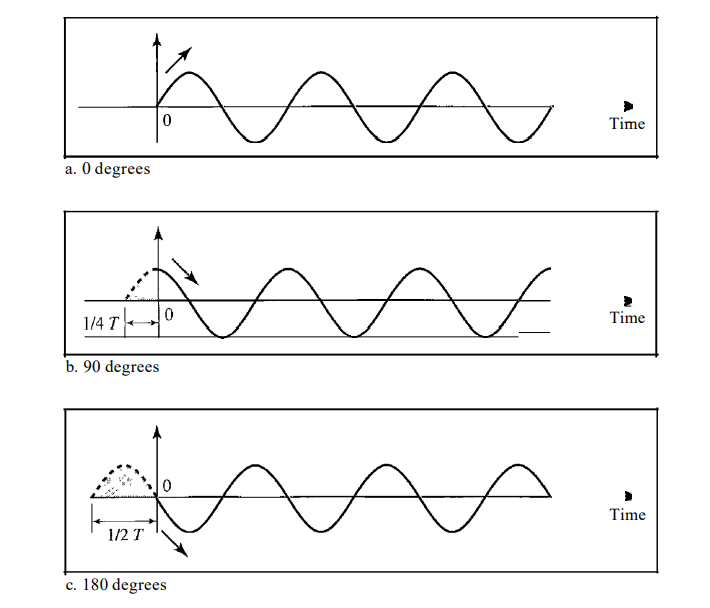 0
Time
a. 0 degrees
1/4 T
0
Time
b. 90 degrees
0
1/2 T
Time
c. 180 degrees